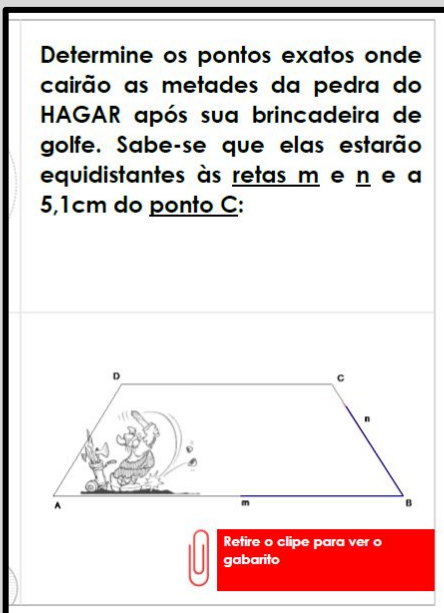 Determine os pontos exatos onde
cairão as metades da pedra do
HAGAR após sua brincadeira de
golfe. Sabe-se que elas estarão
equidistantes às retas m e n e a
5,1cm do ponto C:
D
C
n
A
m
B
Retire o clipe para ver o
gabarito